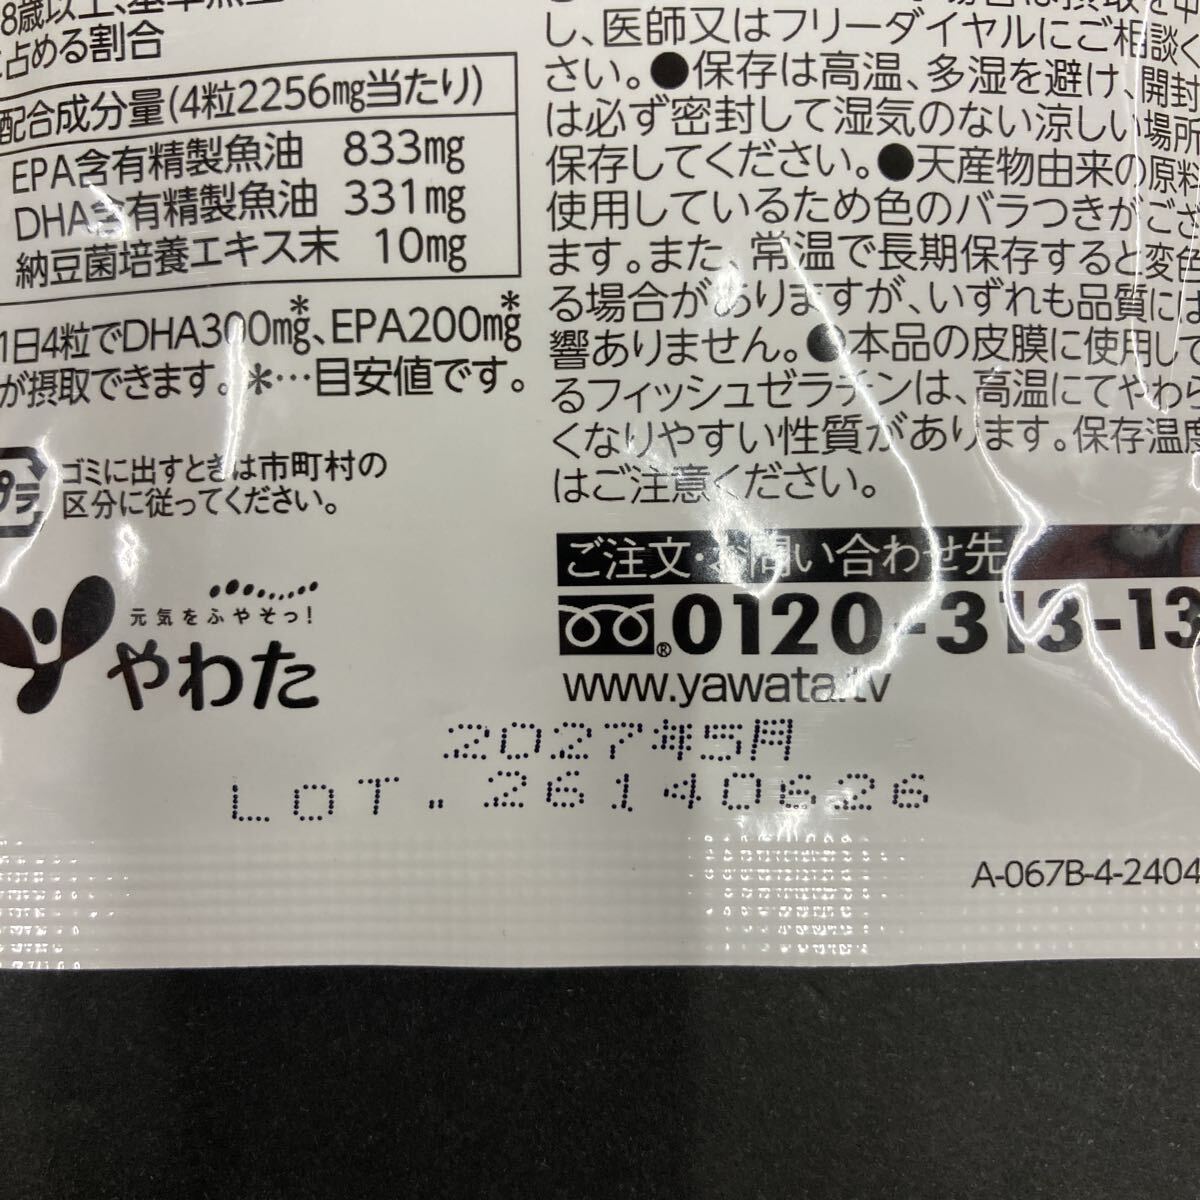 8歳以上、基準熱量
に占める割合
配合成分量(4粒2256mg当たり)
EPA含有精製魚油 833mg
DHA含有精製魚油 331mg
納豆菌培養エキス末 10mg
1日4粒でDHA300mg*、EPA200mg*
が摂取できます。*…目安値です。
プラ
ゴミに出すときは市町村の
区分に従ってください。
元気をふやそっ!
やわた
し、医師又はフリーダイヤルにご相談く
さい。●保存は高温、多湿を避け、開封
は必ず密封して湿気のない涼しい場所
保存してください。●天産物由来の原料
使用しているため色のバラつきがござ
ます。また、常温で長期保存すると変色
る場合がありますが、いずれも品質には
響ありません。●本品の皮膜に使用して
るフィッシュゼラチンは、高温にてやわら
くなりやすい性質があります。保存温度
はご注意ください。
ご注文・お問い合わせ先
0120-313-13
www.yawata.tv
2027年5月
LOT.26140626
A-067B-4-2404